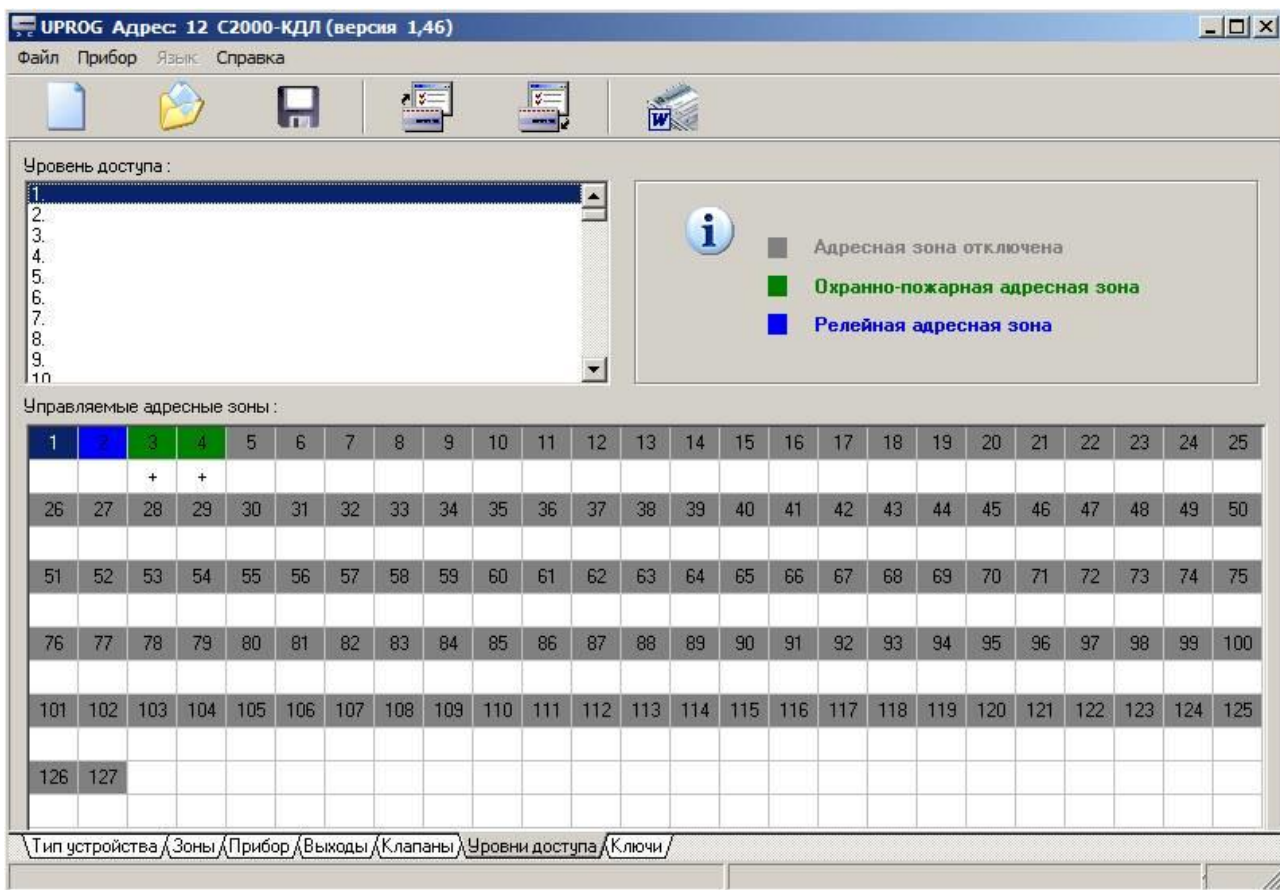 UPROG Адрес: 12 С2000-КДЛ (версия 1,46)
Файл Прибор Язык Справка
W
Уровень доступа :
1.
2.
3.
4.
5.
6.
7.
8.
9.
10
i
Адресная зона отключена
Охранно-пожарная адресная зона
Релейная адресная зона
Управляемые адресные зоны :
1 2 3 4 5 6 7 8 9 10 11 12 13 14 15 16 17 18 19 20 21 22 23 24 25
+ +
26 27 28 29 30 31 32 33 34 35 36 37 38 39 40 41 42 43 44 45 46 47 48 49 50
51 52 53 54 55 56 57 58 59 60 61 62 63 64 65 66 67 68 69 70 71 72 73 74 75
76 77 78 79 80 81 82 83 84 85 86 87 88 89 90 91 92 93 94 95 96 97 98 99 100
101 102 103 104 105 106 107 108 109 110 111 112 113 114 115 116 117 118 119 120 121 122 123 124 125
126 127
Тип устройства Зоны Прибор Выходы Клапаны Уровни доступа Ключи